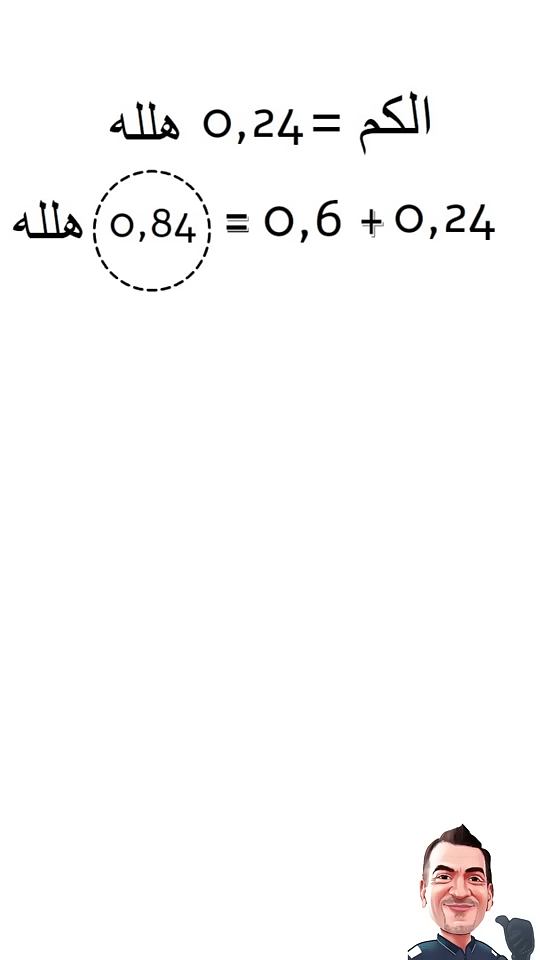 الكم = 0,24 هلله
0,24 + 0,6 = 0,84 هلله